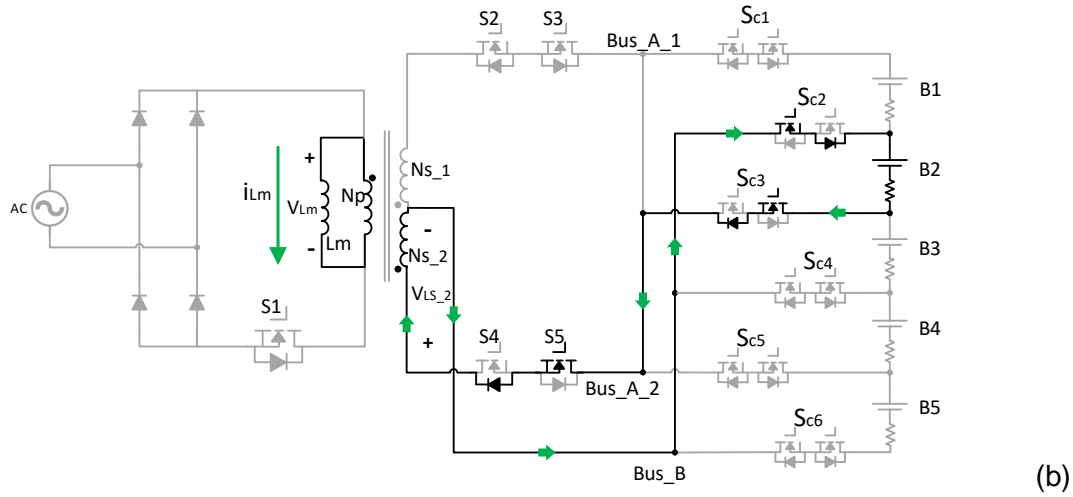 S2 S3 Bus_A_1 Sc1
B1
Sc2
+ B2
iLm VLm Np Ns_1 Sc3
- Lm Ns_2 - B3
Sc4
S1 VLS_2
+ S4 S5 B4
Sc5
Bus_A_2
B5
Sc6
Bus_B
AC
(b)